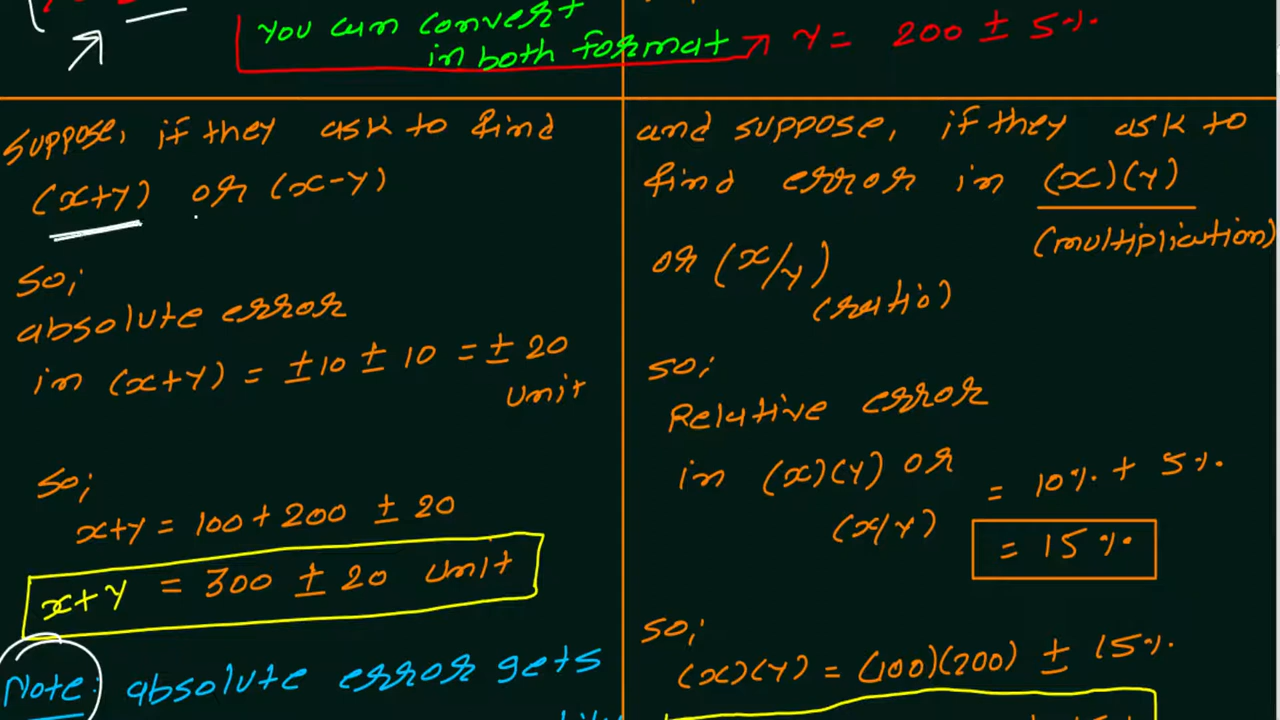 You can convert
in both format → Y = 200 ± 5%
Suppose, if they ask to find
(x+y) or (x-y)
So;
absolute error
in (x+y) = ±10 ± 10 = ±20
Unit
So;
x+y = 100 + 200 ± 20
x+y = 300 ± 20 Unit
Note: absolute error gets
and suppose, if they ask to
find error in (x)(y)
(multiplication)
or (x/y)
(ratio)
So;
Relative error
in (x)(y) or = 10% + 5%
(x/y)
= 15%
So;
(x)(y) = (100)(200) ± 15%